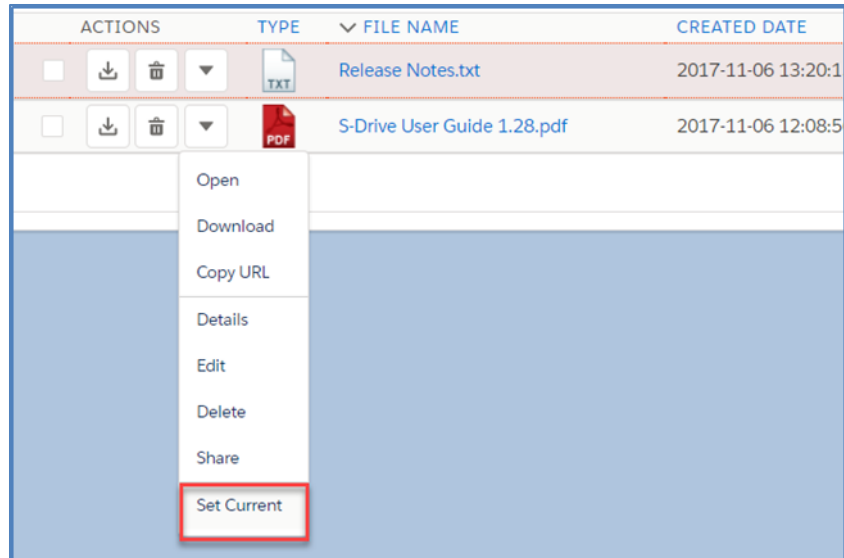 ACTIONS TYPE FILE NAME CREATED DATE
TXT Release Notes.txt 2017-11-06 13:20:1
PDF S-Drive User Guide 1.28.pdf 2017-11-06 12:08:5
Open
Download
Copy URL
Details
Edit
Delete
Share
Set Current